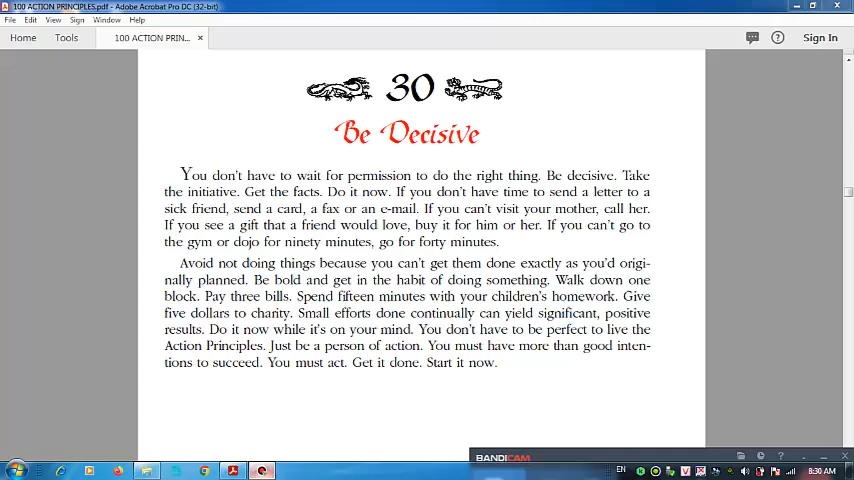 100 ACTION PRINCIPLES.pdf - Adobe Acrobat Pro DC (32-bit)
File Edit View Sign Window Help
Home Tools 100 ACTION PRIN... × Sign In
30
Be Decisive
You don't have to wait for permission to do the right thing. Be decisive. Take
the initiative. Get the facts. Do it now. If you don't have time to send a letter to a
sick friend, send a card, a fax or an e-mail. If you can't visit your mother, call her.
If you see a gift that a friend would love, buy it for him or her. If you can't go to
the gym or dojo for ninety minutes, go for forty minutes.
Avoid not doing things because you can't get them done exactly as you'd origi-
nally planned. Be bold and get in the habit of doing something. Walk down one
block. Pay three bills. Spend fifteen minutes with your children's homework. Give
five dollars to charity. Small efforts done continually can yield significant, positive
results. Do it now while it's on your mind. You don't have to be perfect to live the
Action Principles. Just be a person of action. You must have more than good inten-
tions to succeed. You must act. Get it done. Start it now.
BANDICAM
EN 8:30 AM